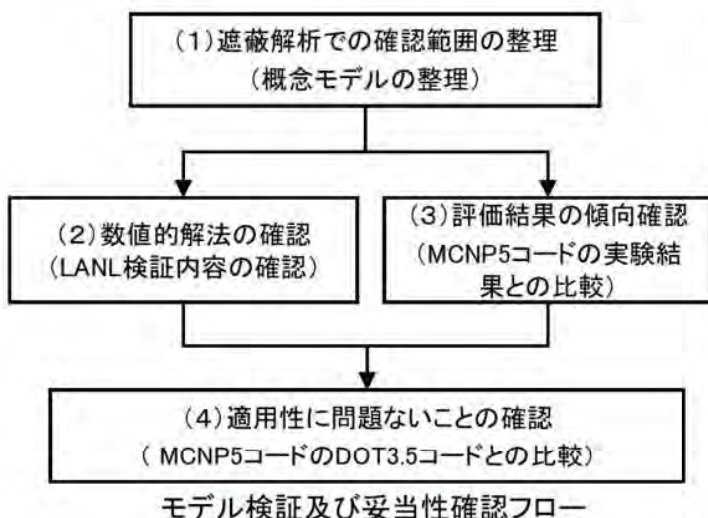 (1)遮蔽解析での確認範囲の整理
(概念モデルの整理)
(2)数値的解法の確認
(LANL検証内容の確認)
(3)評価結果の傾向確認
(MCNP5コードの実験結
果との比較)
(4)適用性に問題ないことの確認
( MCNP5コードのDOT3.5コードとの比較)
モデル検証及び妥当性確認フロー